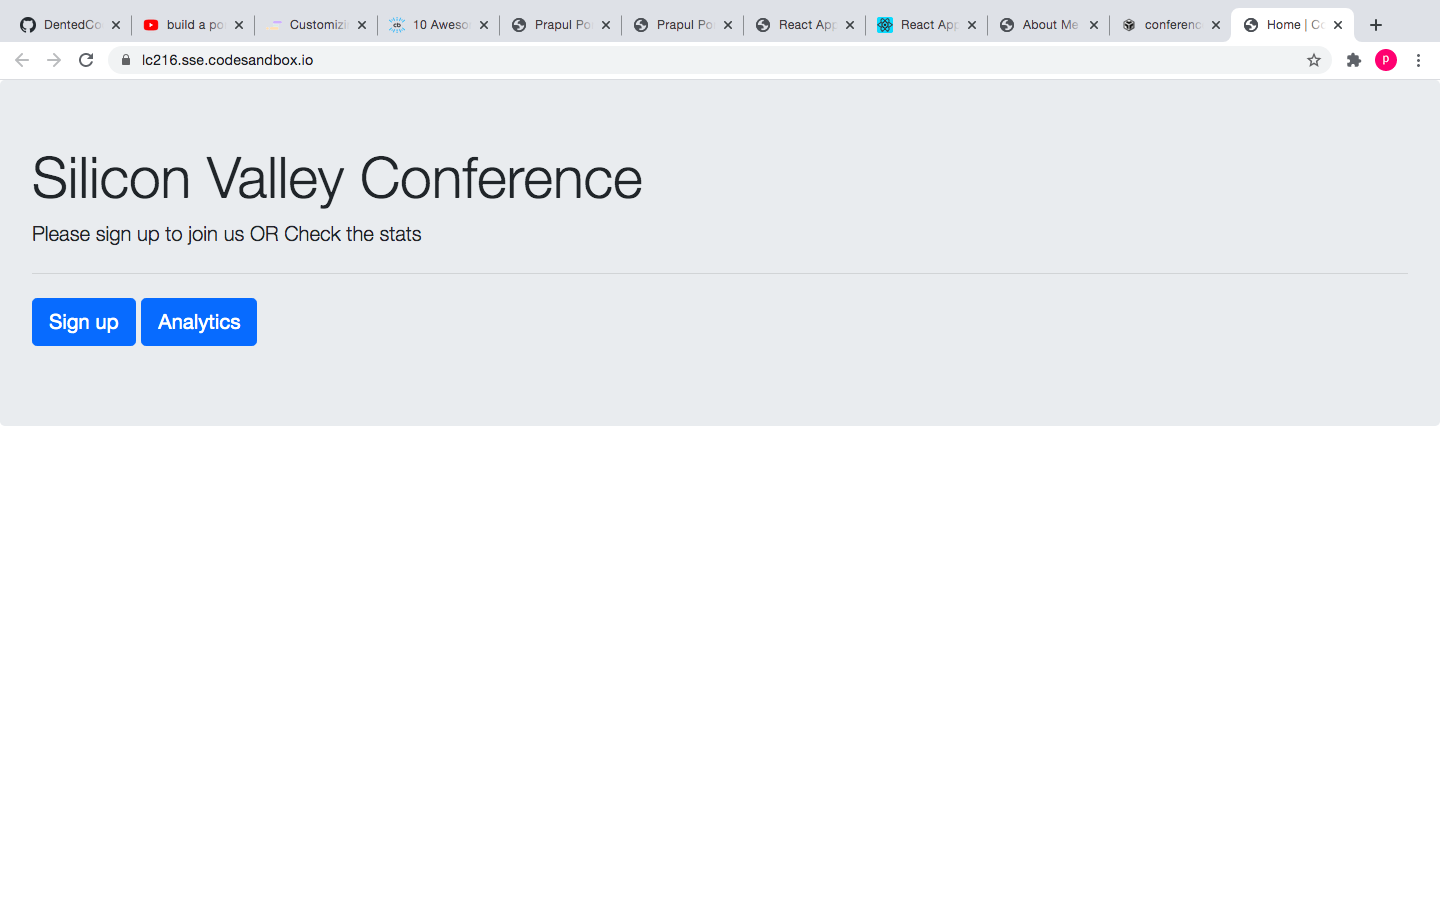 DentedCo
build a po
Customizi
10 Aweso
Prapul Po
Prapul Po
React App
React App
About Me
conferenc
Home | Co
lc216.sse.codesandbox.io
P
Silicon Valley Conference
Please sign up to join us OR Check the stats
Sign up
Analytics